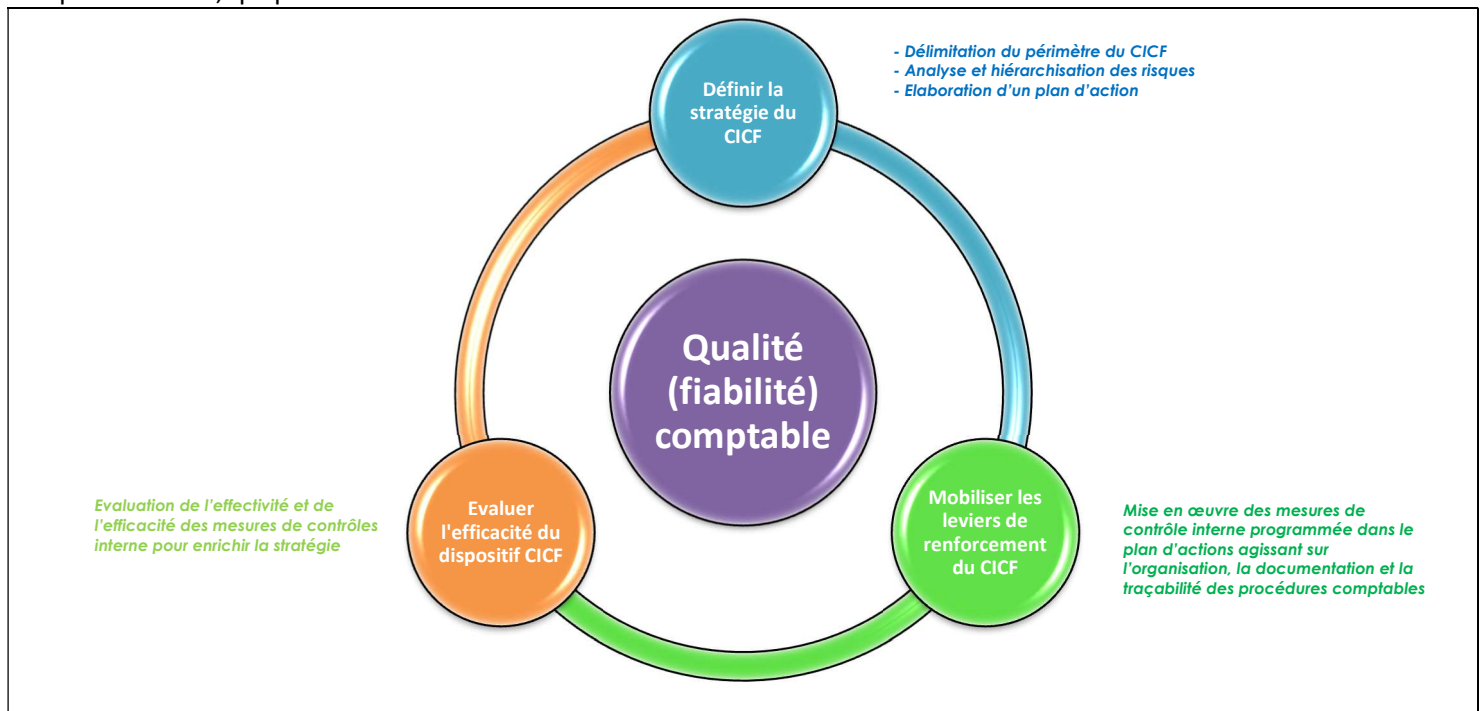 - Délimitation du périmètre du CICF
- Analyse et hiérarchisation des risques
- Elaboration d'un plan d'action
Définir la
stratégie du
CICF
Qualité
(fiabilité)
comptable
Evaluation de l'effectivité et de
l'efficacité des mesures de contrôles
interne pour enrichir la stratégie
Evaluer
l'efficacité du
dispositif CICF
Mobiliser les
leviers de
renforcement
du CICF
Mise en œuvre des mesures de
contrôle interne programmée dans le
plan d'actions agissant sur
l'organisation, la documentation et la
traçabilité des procédures comptables